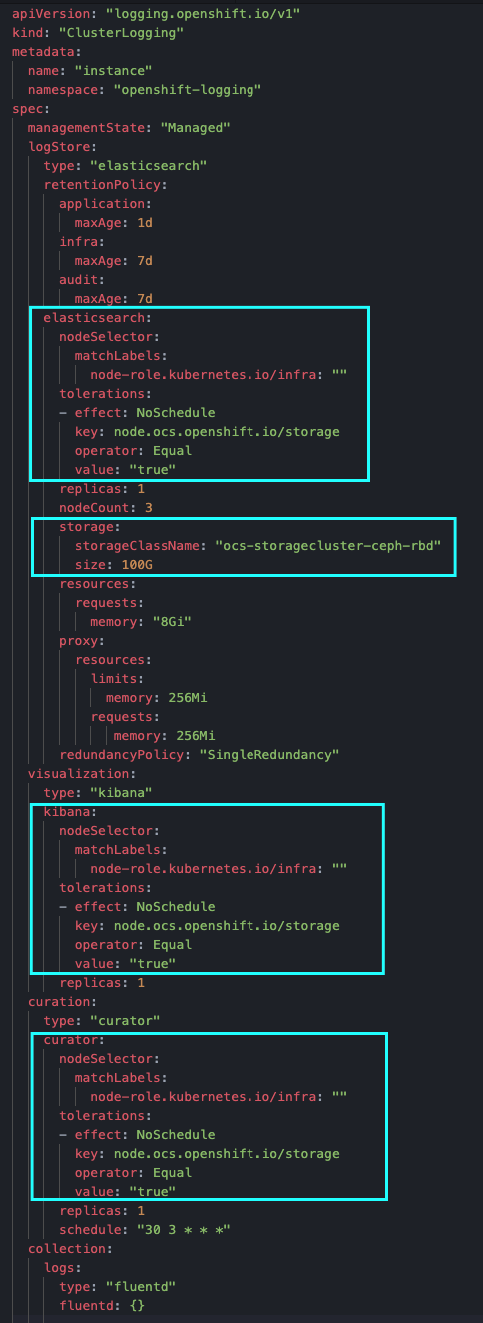 apiVersion: "logging.openshift.io/v1"
kind: "ClusterLogging"
metadata:
  name: "instance"
  namespace: "openshift-logging"
spec:
  managementState: "Managed"
  logStore:
    type: "elasticsearch"
    retentionPolicy:
      application:
        maxAge: 1d
      infra:
        maxAge: 7d
      audit:
        maxAge: 7d
    elasticsearch:
      nodeSelector:
        matchLabels:
          node-role.kubernetes.io/infra: ""
      tolerations:
      - effect: NoSchedule
        key: node.ocs.openshift.io/storage
        operator: Equal
        value: "true"
      replicas: 1
      nodeCount: 3
      storage:
        storageClassName: "ocs-storagecluster-ceph-rbd"
        size: 100G
      resources:
        requests:
          memory: "8Gi"
      proxy:
        resources:
          limits:
            memory: 256Mi
          requests:
             memory: 256Mi
      redundancyPolicy: "SingleRedundancy"
  visualization:
    type: "kibana"
    kibana:
      nodeSelector:
        matchLabels:
          node-role.kubernetes.io/infra: ""
      tolerations:
      - effect: NoSchedule
        key: node.ocs.openshift.io/storage
        operator: Equal
        value: "true"
      replicas: 1
  curation:
    type: "curator"
    curator:
      nodeSelector:
        matchLabels:
          node-role.kubernetes.io/infra: ""
      tolerations:
      - effect: NoSchedule
        key: node.ocs.openshift.io/storage
        operator: Equal
        value: "true"
      replicas: 1
      schedule: "30 3 * * *"
  collection:
    logs:
      type: "fluentd"
      fluentd: {}